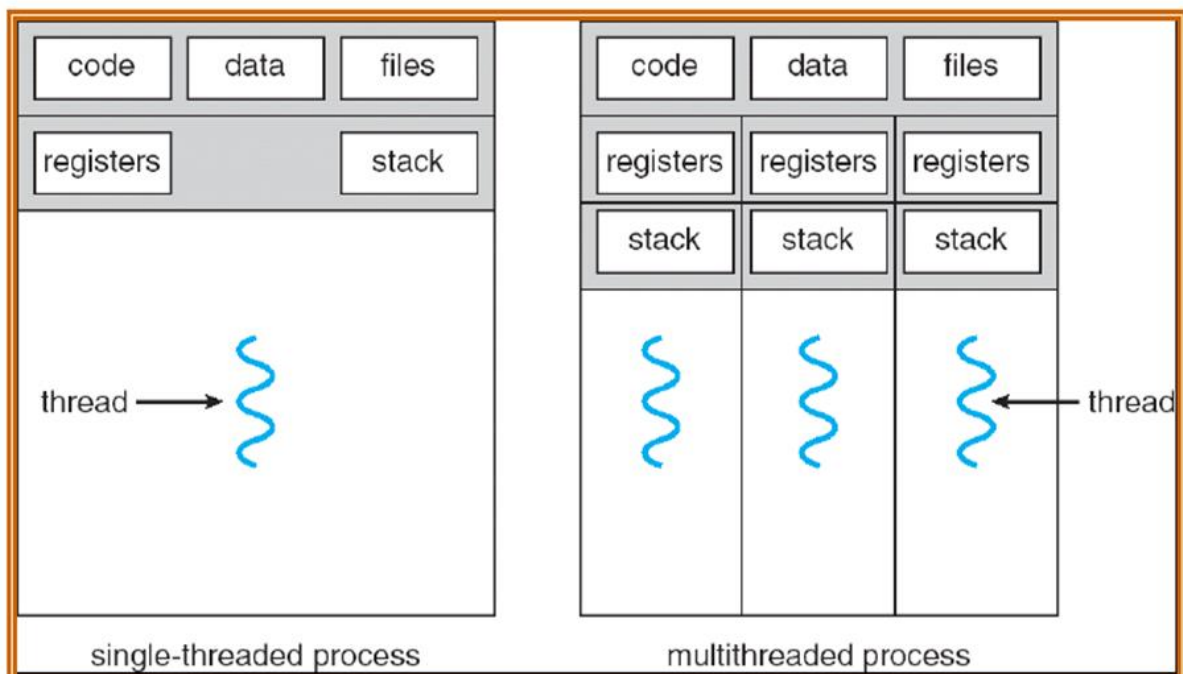 code data files code data files
registers stack registers registers registers
stack stack stack
thread thread
single-threaded process multithreaded process